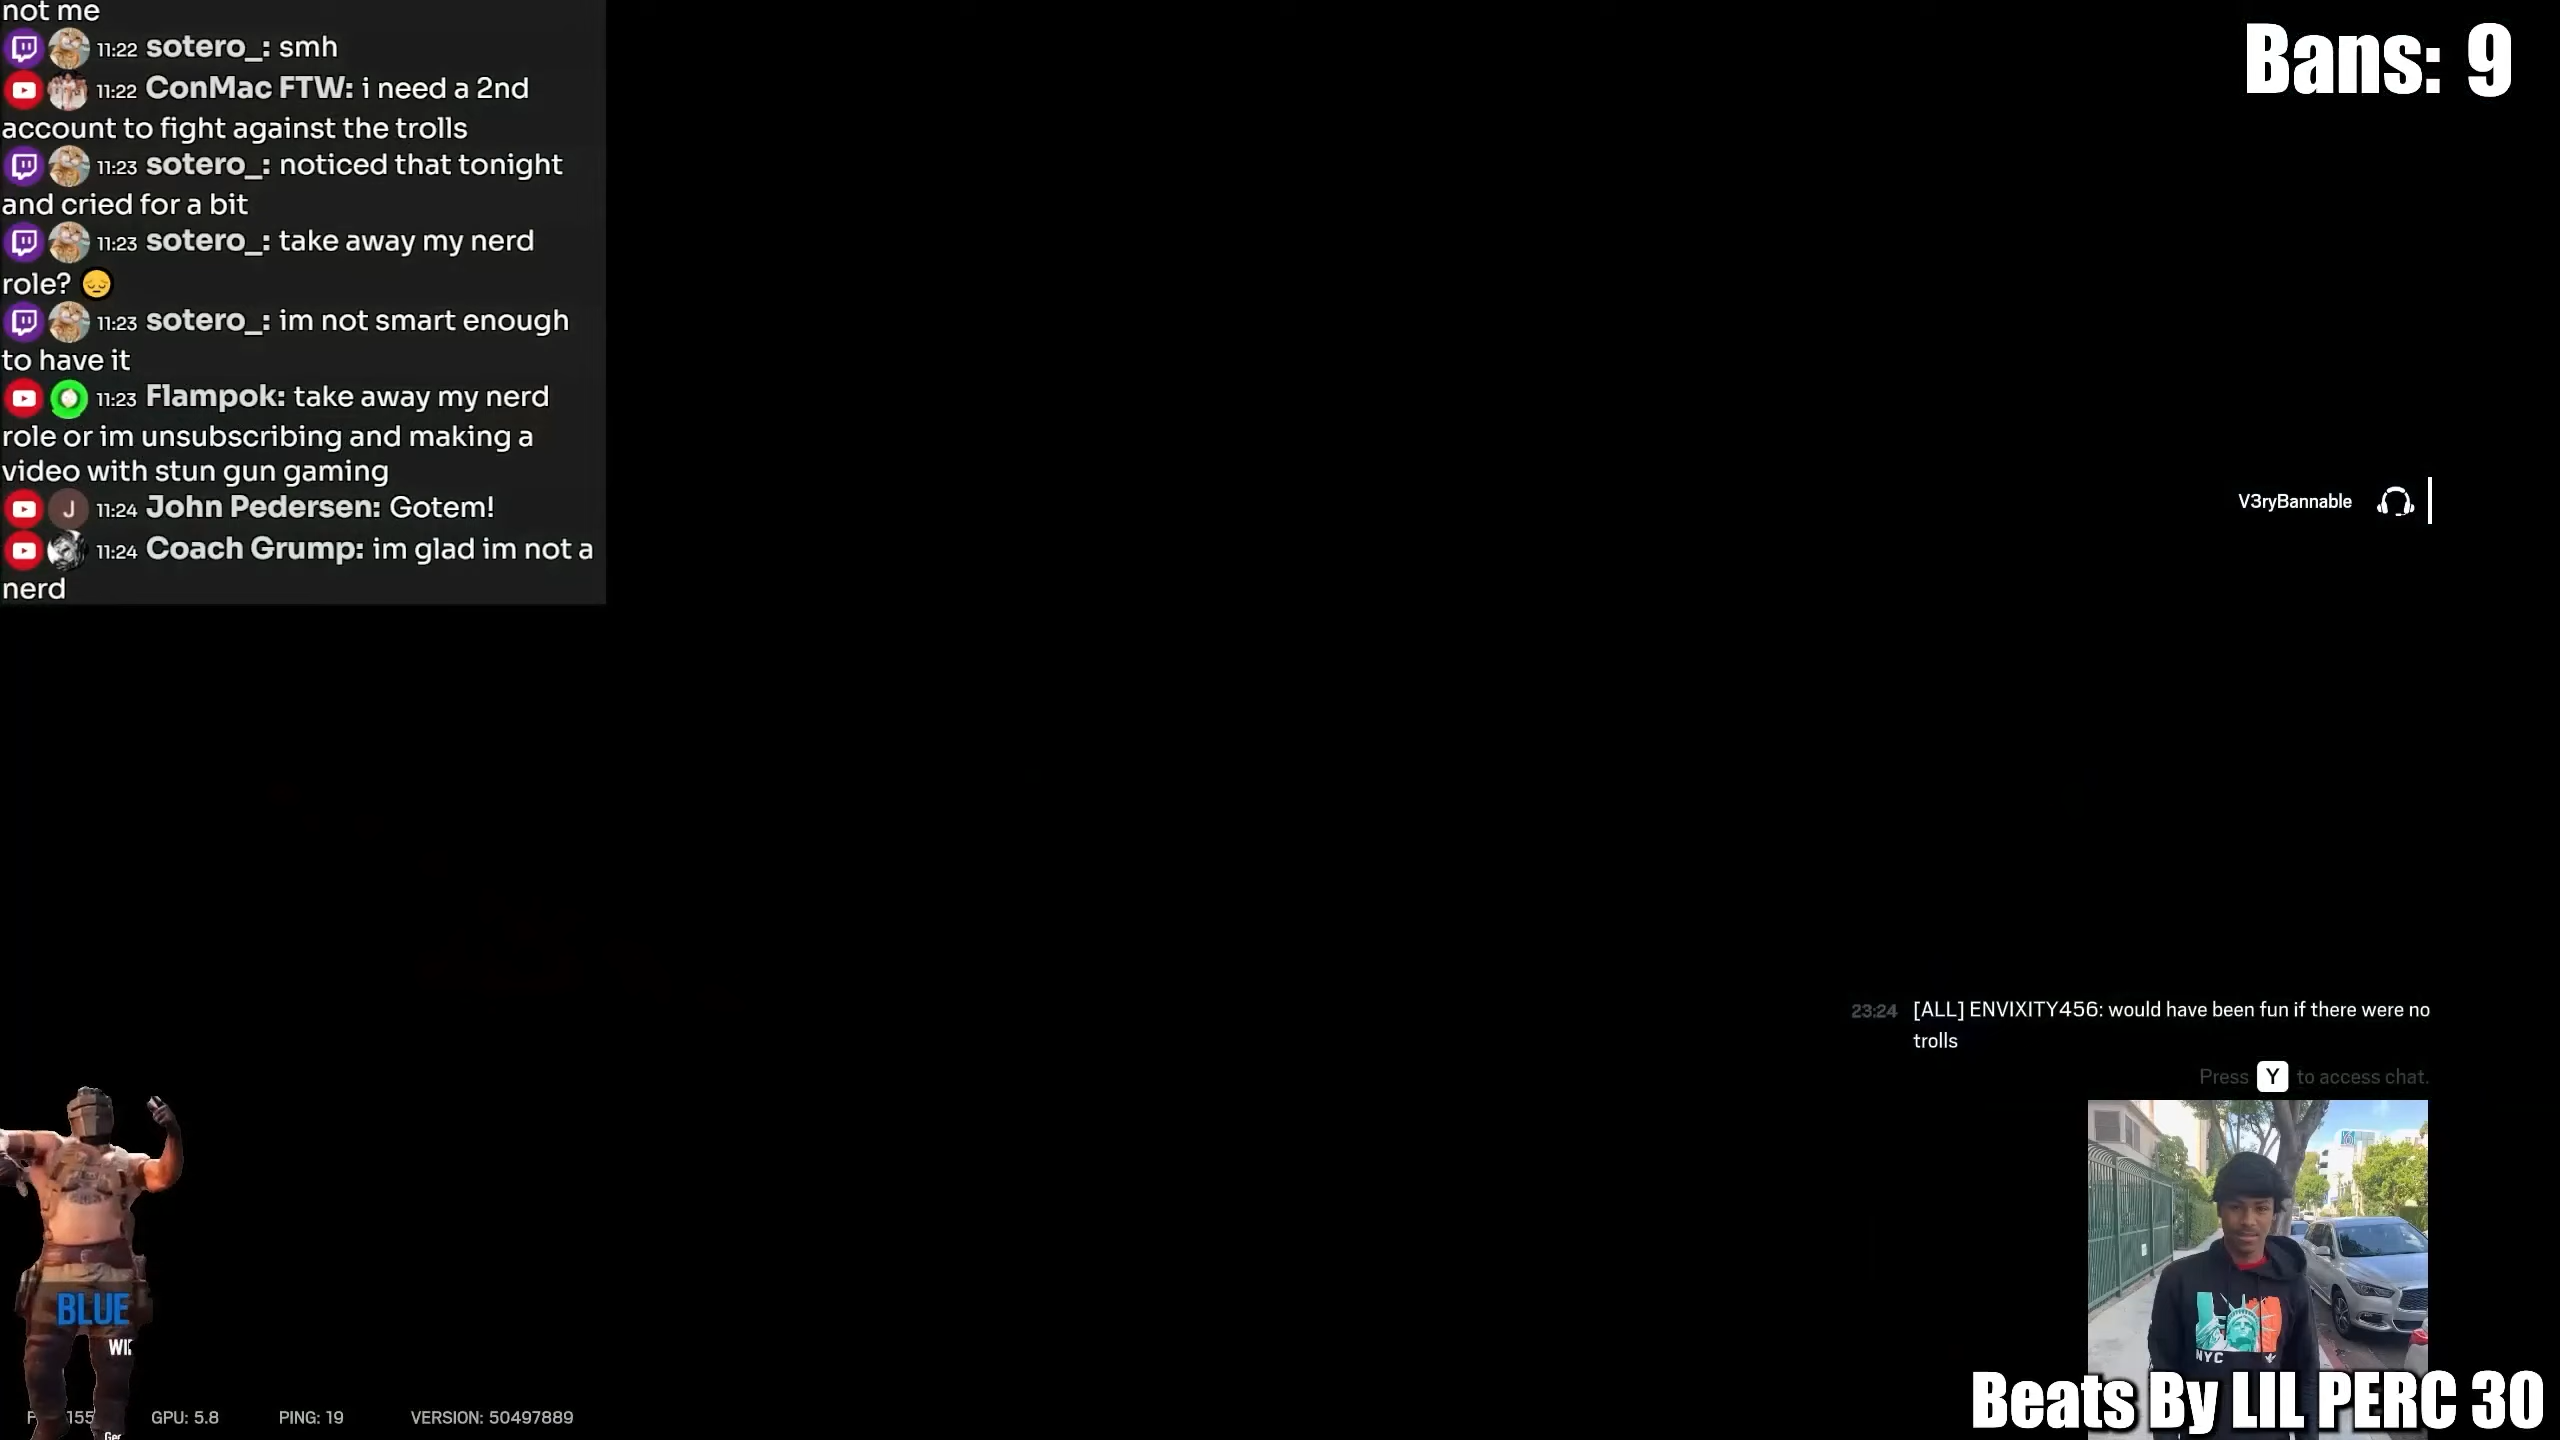 not me
11:22 sotero_: smh
11:22 ConMac FTW: i need a 2nd
account to fight against the trolls
11:23 sotero_: noticed that tonight
and cried for a bit
11:23 sotero_: take away my nerd
role? 😔
11:23 sotero_: im not smart enough
to have it
11:23 Flampok: take away my nerd
role or im unsubscribing and making a
video with stun gun gaming
J 11:24 John Pedersen: Gotem!
11:24 Coach Grump: im glad im not a
nerd
Bans: 9
V3ryBannable
23:24 [ALL] ENVIXITY456: would have been fun if there were no
trolls
Press Y to access chat.
NYC
Beats By LIL PERC 30
BLUE
155 GPU: 5.8 PING: 19 VERSION: 50497889